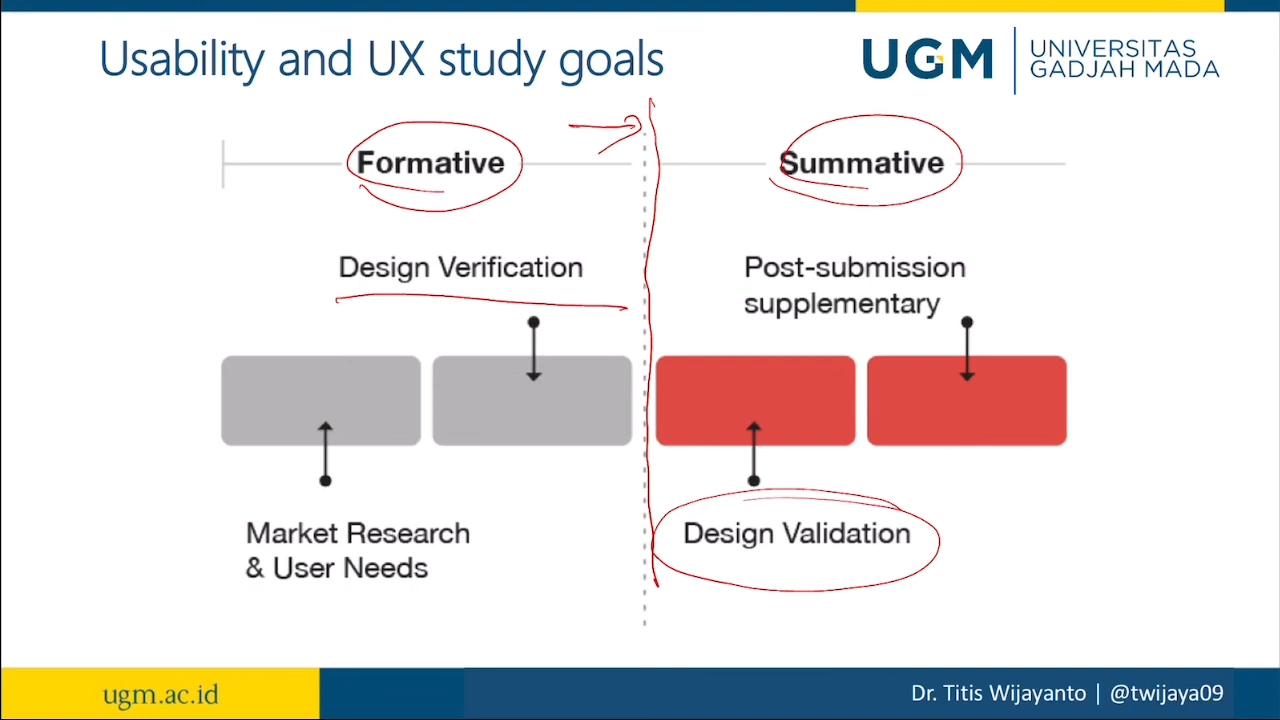 Usability and UX study goals
UGM
UNIVERSITAS
GADJAH MADA
Formative
Summative
Design Verification
Post-submission
supplementary
Market Research
& User Needs
Design Validation
ugm.ac.id
Dr. Titis Wijayanto | @twijaya09